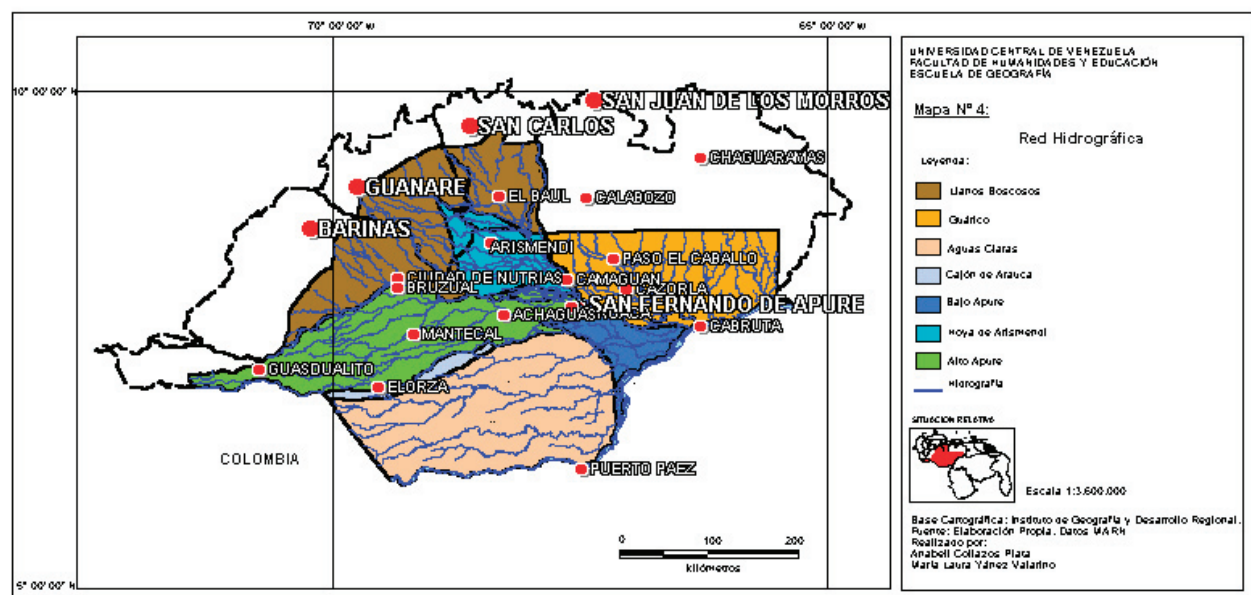 70° 00' 00" W
65° 00' 00" W
10° 00' 00" N
SAN JUAN DE LOS MORROS
SAN CARLOS
CHAGUARAMAS
GUANARE
EL BAUL
CALABOZO
BARINAS
ARISMENDI
PASO EL CABALLO
CIUDAD DE NUTRIAS
CAMAGUAN
BRUZUAL
CAZORLA
SAN FERNANDO DE APURE
ACHAGUAS
CABRUTA
MANTECAL
GUASDUALITO
ELORZA
COLOMBIA
PUERTO PAEZ
0 100 200
kilómetros
5° 00' 00" N
UNIVERSIDAD CENTRAL DE VENEZUELA
FACULTAD DE HUMANIDADES Y EDUCACIÓN
ESCUELA DE GEOGRAFÍA
Mapa Nº 4:
Red Hidrográfica
Leyenda:
Llanos Boscosos
Guárico
Aguas Claras
Cajón de Arauca
Bajo Apure
Hoya de Arismendi
Alto Apure
Hidrografía
SITUACION RELATIVA
Escala 1:3.600.000
Base Cartográfica: Instituto de Geografía y Desarrollo Regional.
Fuente: Elaboración Propia. Datos MARN
Realizado por:
Anabell Collazos Plata
María Laura Yánez Valarino